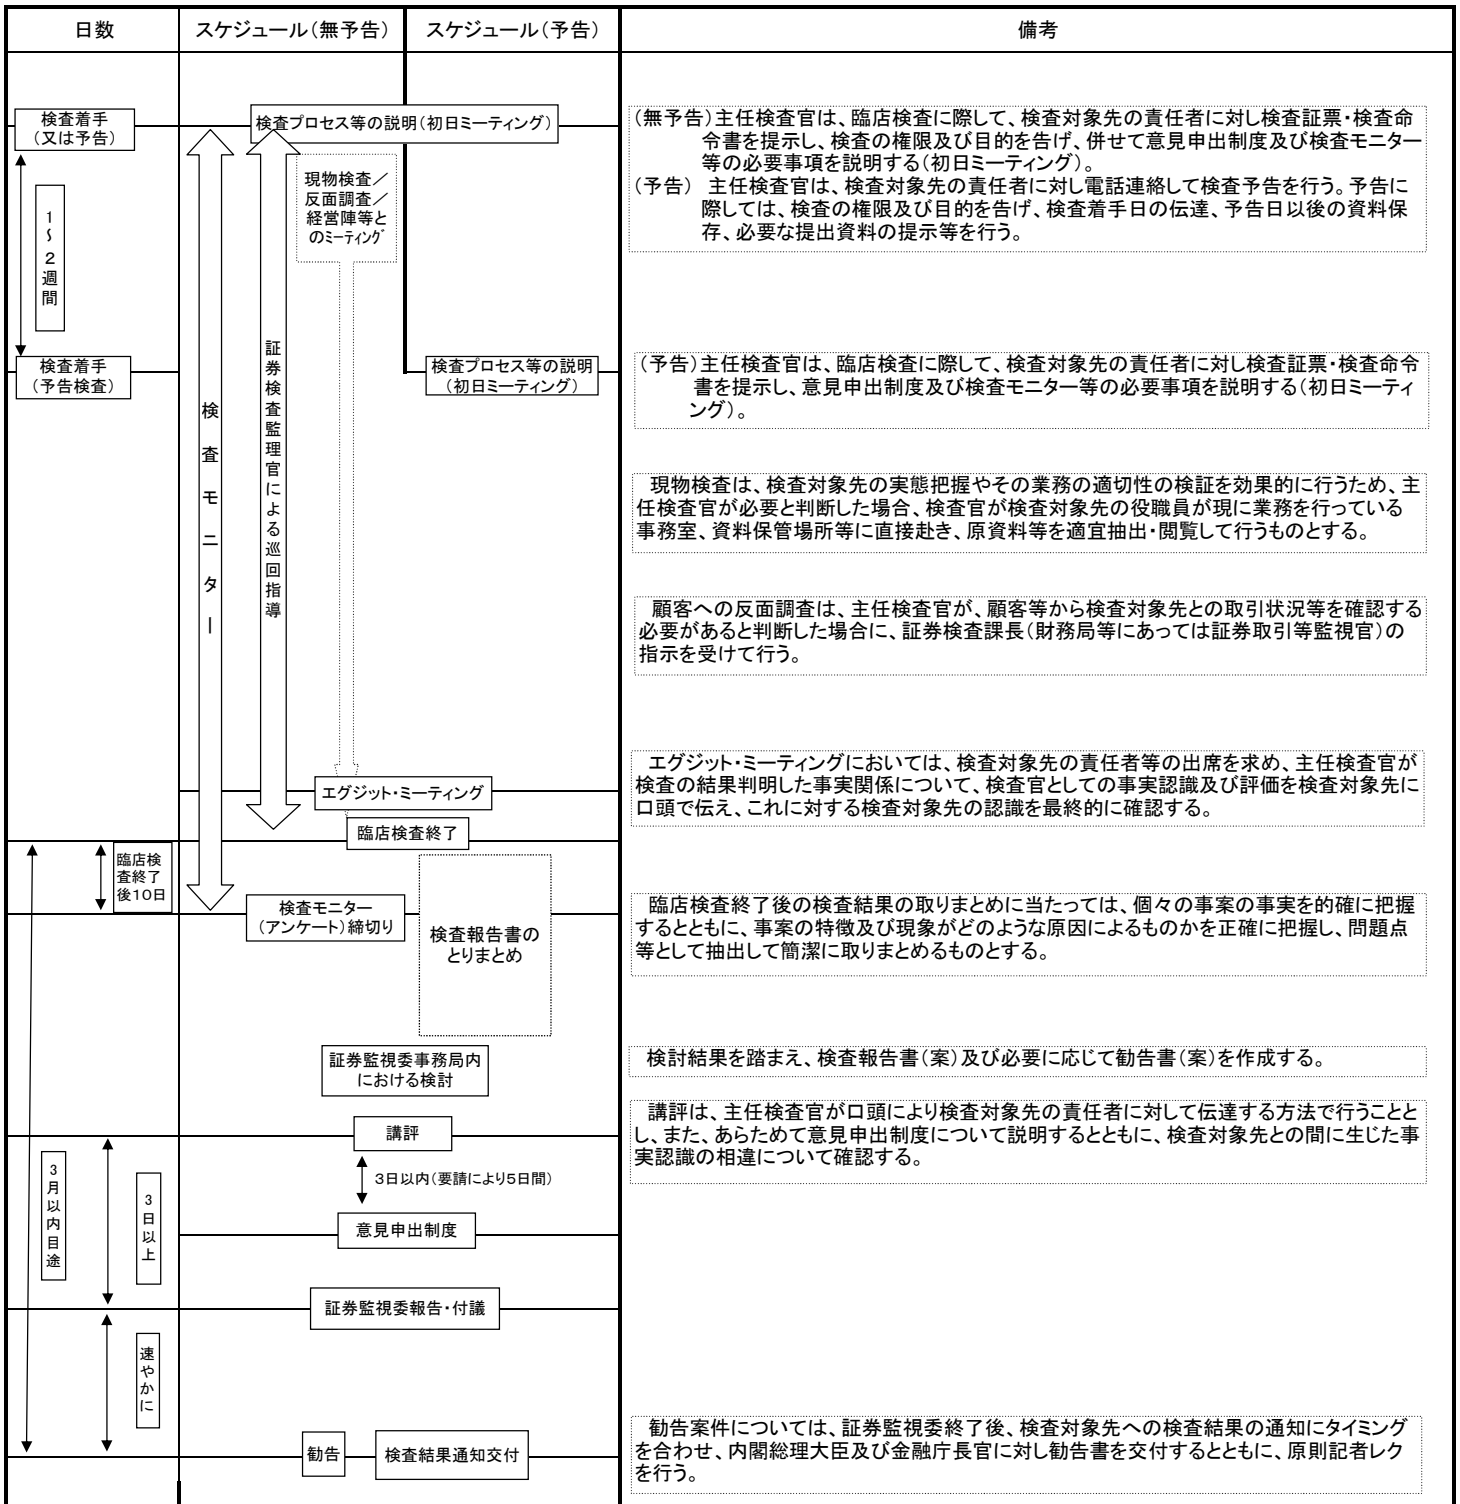 日数
スケジュール(無予告)
スケジュール(予告)
備考
検査着手
(又は予告)
検査プロセス等の説明(初日ミーティング)
(無予告)主任検査官は、臨店検査に際して、検査対象先の責任者に対し検査証票・検査命
令書を提示し、検査の権限及び目的を告げ、併せて意見申出制度及び検査モニター
等の必要事項を説明する(初日ミーティング)。
(予告) 主任検査官は、検査対象先の責任者に対し電話連絡して検査予告を行う。予告に
際しては、検査の権限及び目的を告げ、検査着手日の伝達、予告日以後の資料保
存、必要な提出資料の提示等を行う。
現物検査/
反面調査/
経営陣等と
のミーティング
1~2週間
検査着手
(予告検査)
検査プロセス等の説明
(初日ミーティング)
(予告)主任検査官は、臨店検査に際して、検査対象先の責任者に対し検査証票・検査命令
書を提示し、意見申出制度及び検査モニター等の必要事項を説明する(初日ミーティ
ング)。
検査モニター
証券検査監理官による巡回指導
現物検査は、検査対象先の実態把握やその業務の適切性の検証を効果的に行うため、主
任検査官が必要と判断した場合、検査官が検査対象先の役職員が現に業務を行っている
事務室、資料保管場所等に直接赴き、原資料等を適宜抽出・閲覧して行うものとする。
顧客への反面調査は、主任検査官が、顧客等から検査対象先との取引状況等を確認する
必要があると判断した場合に、証券検査課長(財務局等にあっては証券取引等監視官)の
指示を受けて行う。
エグジット・ミーティング
エグジット・ミーティングにおいては、検査対象先の責任者等の出席を求め、主任検査官が
検査の結果判明した事実関係について、検査官としての事実認識及び評価を検査対象先に
口頭で伝え、これに対する検査対象先の認識を最終的に確認する。
臨店検査終了
臨店検
査終了
後10日
検査モニター
(アンケート)締切り
検査報告書の
とりまとめ
臨店検査終了後の検査結果の取りまとめに当たっては、個々の事案の事実を的確に把握
するとともに、事案の特徴及び現象がどのような原因によるものかを正確に把握し、問題点
等として抽出して簡潔に取りまとめるものとする。
証券監視委事務局内
における検討
検討結果を踏まえ、検査報告書(案)及び必要に応じて勧告書(案)を作成する。
講評
講評は、主任検査官が口頭により検査対象先の責任者に対して伝達する方法で行うことと
し、また、あらためて意見申出制度について説明するとともに、検査対象先との間に生じた事
実認識の相違について確認する。
3月以内目途
3日以上
3日以内(要請により5日間)
意見申出制度
証券監視委報告・付議
速やかに
勧告
検査結果通知交付
勧告案件については、証券監視委終了後、検査対象先への検査結果の通知にタイミング
を合わせ、内閣総理大臣及び金融庁長官に対し勧告書を交付するとともに、原則記者レク
を行う。